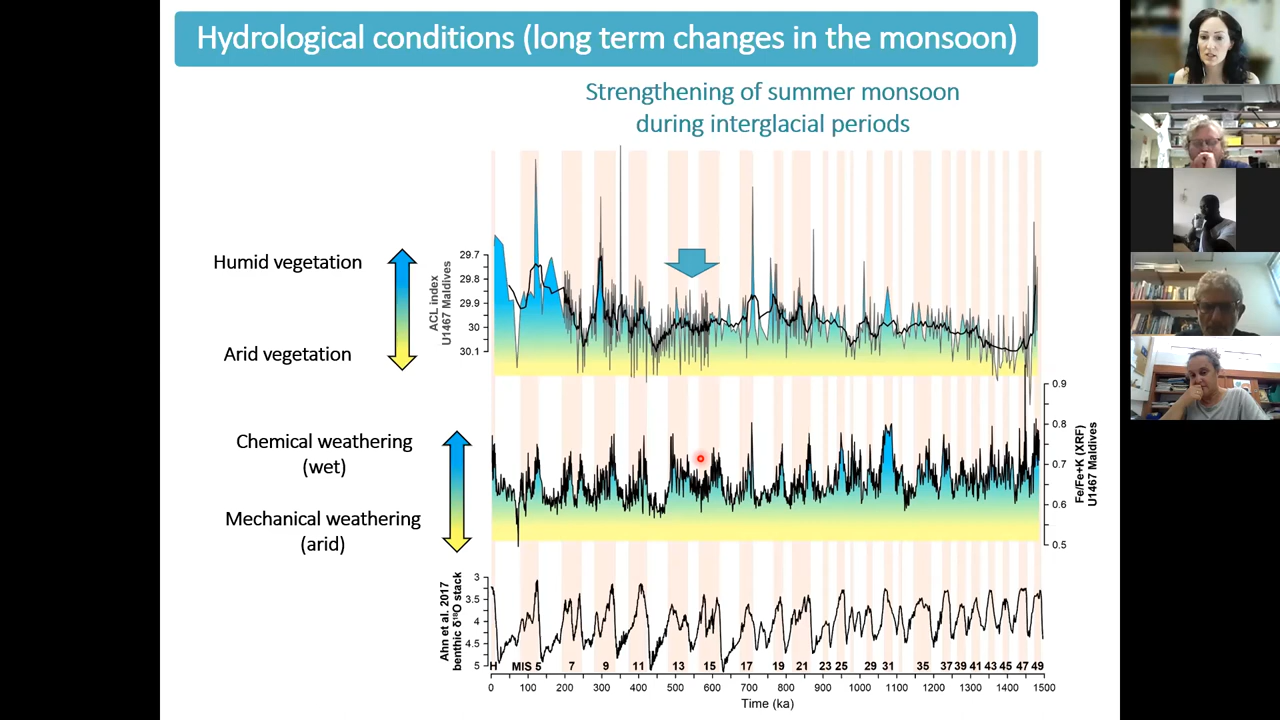 Hydrological conditions (long term changes in the monsoon)
Strengthening of summer monsoon
during interglacial periods
Humid vegetation
Arid vegetation
ACL index
U1467 Maldives
29.7
29.8
29.9
30
30.1
Chemical weathering
(wet)
Mechanical weathering
(arid)
0.9
0.8
0.7
0.6
0.5
Fe/Fe+K (XRF)
U1467 Maldives
Ahn et al. 2017
benthic δ¹⁸O stack
3
3.5
4
4.5
5
H MIS 5 7 9 11 13 15 17 19 21 23 25 29 31 35 37 39 41 43 45 47 49
0 100 200 300 400 500 600 700 800 900 1000 1100 1200 1300 1400 1500
Time (ka)